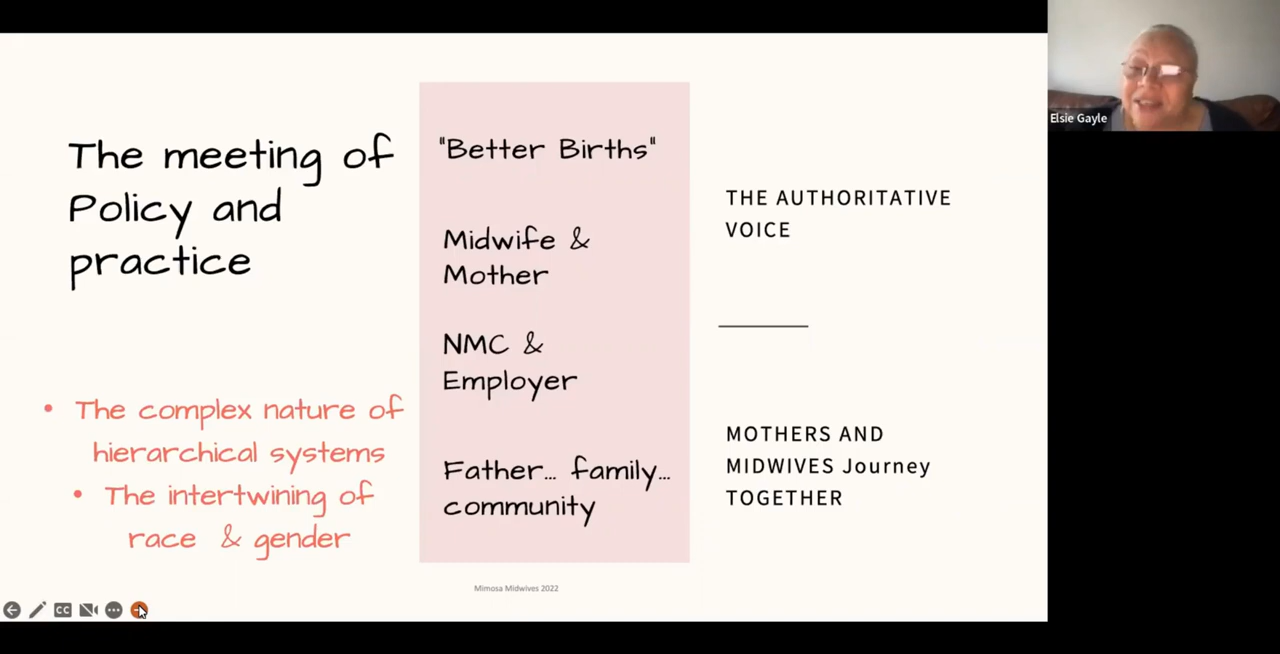 The meeting of
Policy and
practice
• The complex nature of
hierarchical systems
• The intertwining of
race & gender
"Better Births"
Midwife &
Mother
NMC &
Employer
Father... family...
community
THE AUTHORITATIVE
VOICE
MOTHERS AND
MIDWIVES Journey
TOGETHER
Mimosa Midwives 2022
CC
Elsie Gayle